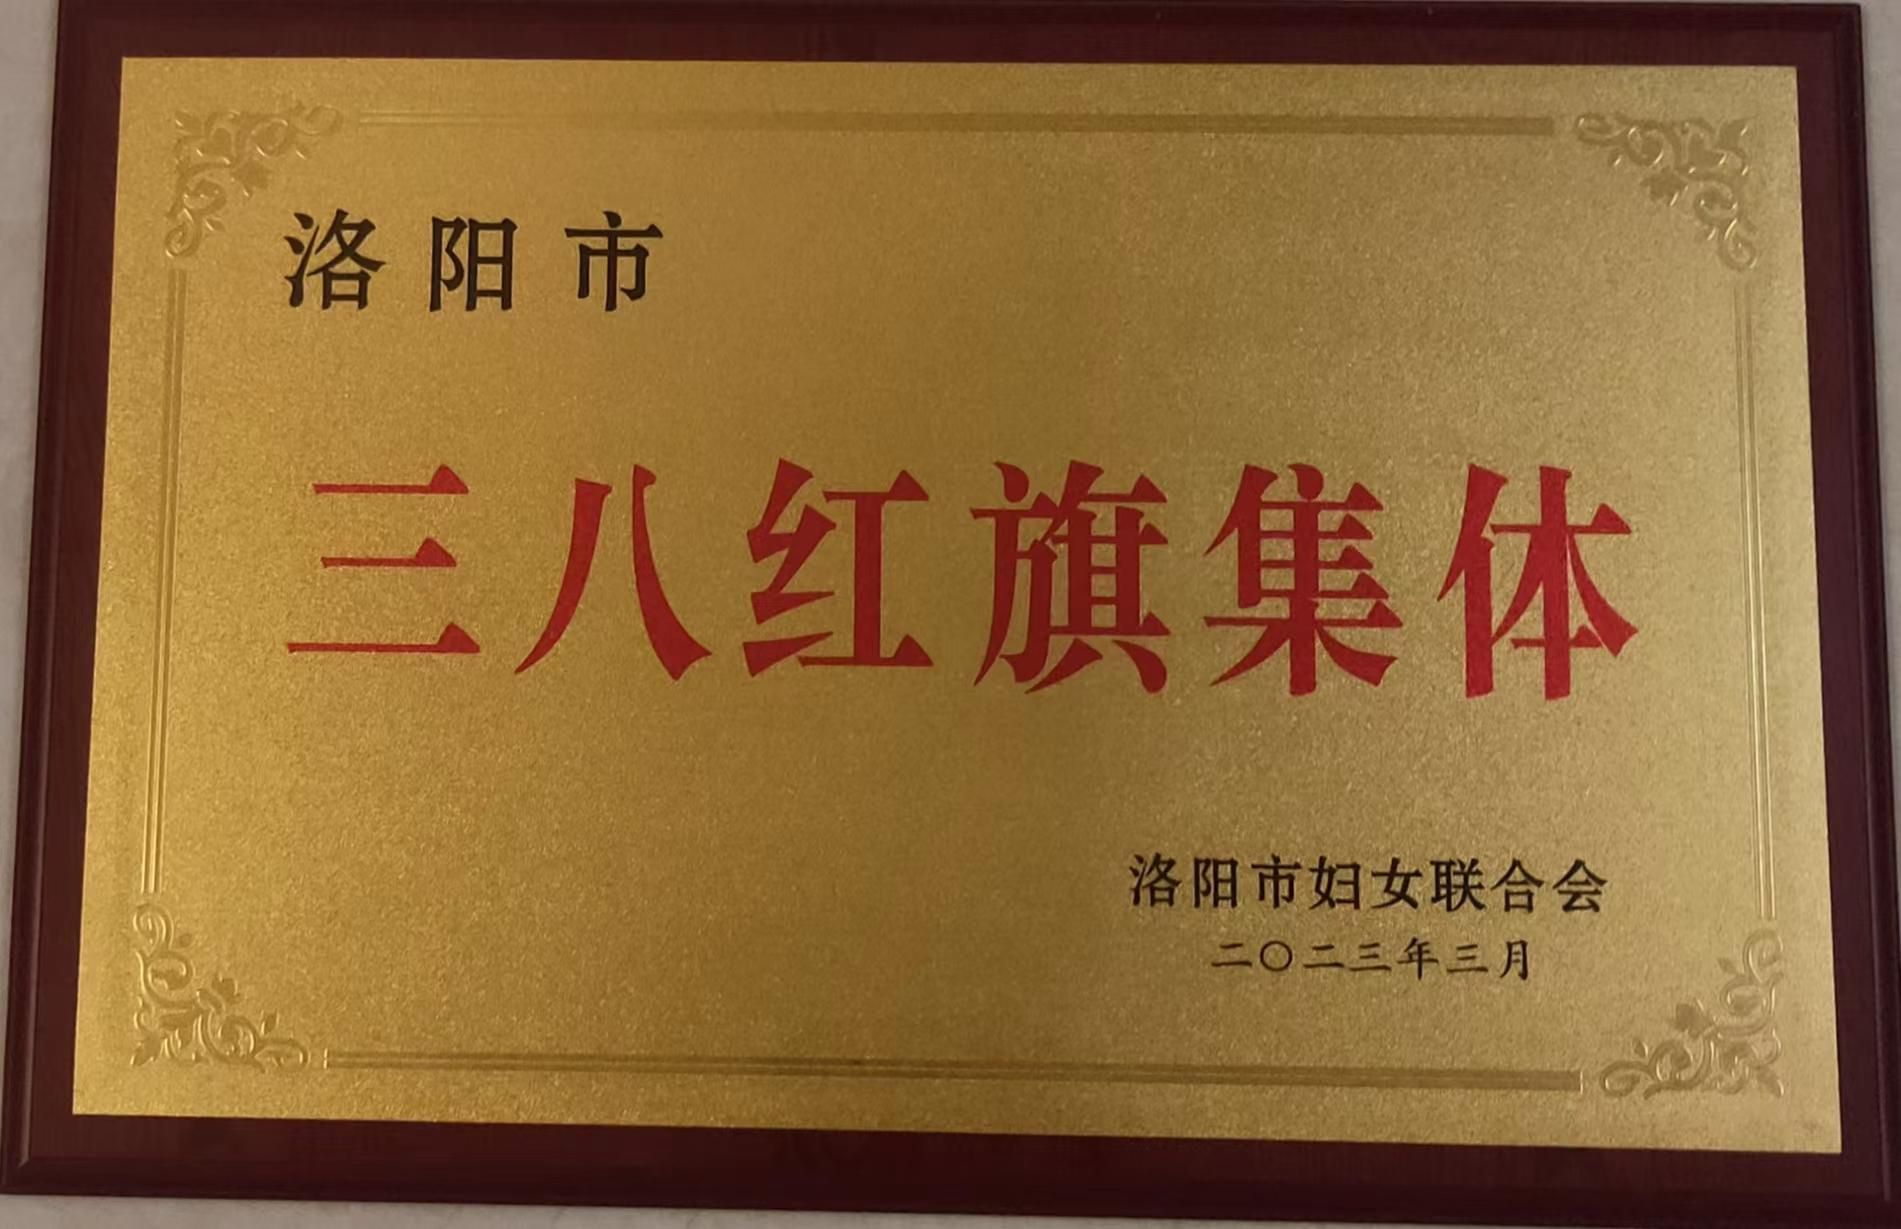 洛阳市
三八红旗集体
洛阳市妇女联合会
二〇二三年三月